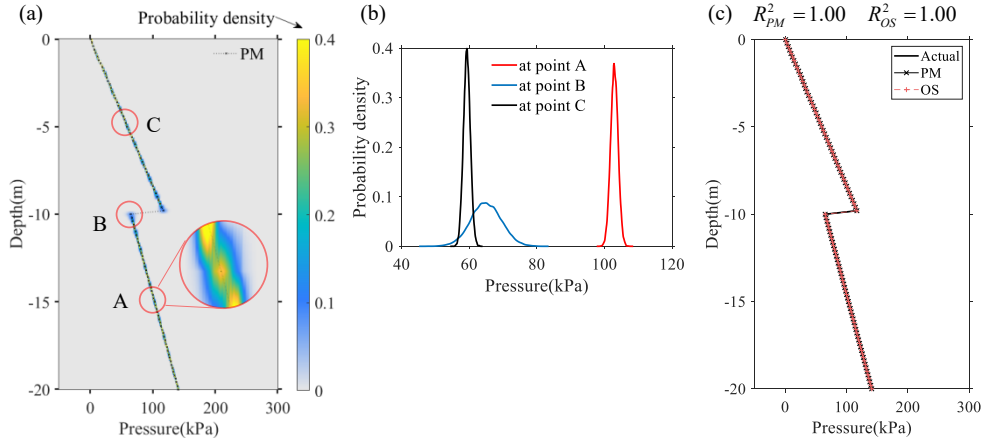 (a)
Probability density
PM
C
B
A
0
-5
-10
-15
-20
Depth(m)
0
100
200
300
Pressure(kPa)
0.4
0.3
0.2
0.1
0
(b)
at point A
at point B
at point C
0.4
0.3
0.2
0.1
0
Probability density
40
60
80
100
120
Pressure(kPa)
(c)
R²PM = 1.00 R²OS = 1.00
Actual
PM
OS
0
-5
-10
-15
-20
Depth(m)
0
100
200
300
Pressure(kPa)